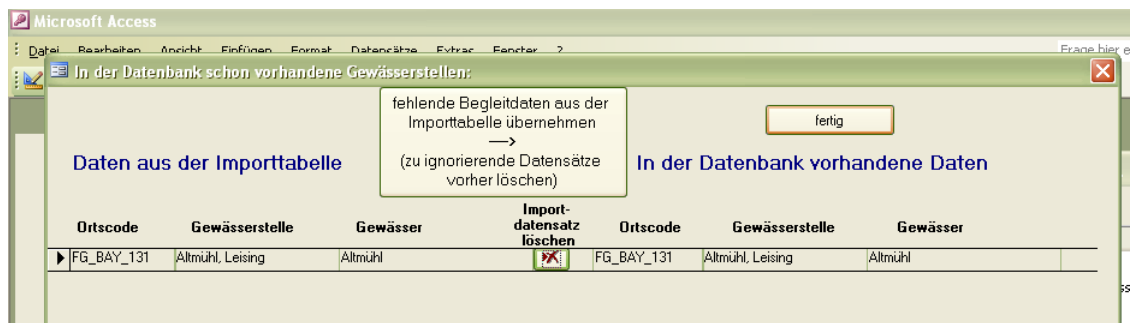 Microsoft Access
Datei Bearbeiten Ansicht Einfügen Format Datensätze Extras Fenster ?
Frage hier e
In der Datenbank schon vorhandene Gewässerstellen:
fehlende Begleitdaten aus der
Importtabelle übernehmen
—>
(zu ignorierende Datensätze
vorher löschen)
fertig
Daten aus der Importtabelle
In der Datenbank vorhandene Daten
Ortscode Gewässerstelle Gewässer Import-
datensatz
löschen Ortscode Gewässerstelle Gewässer
FG_BAY_131 Altmühl, Leising Altmühl FG_BAY_131 Altmühl, Leising Altmühl